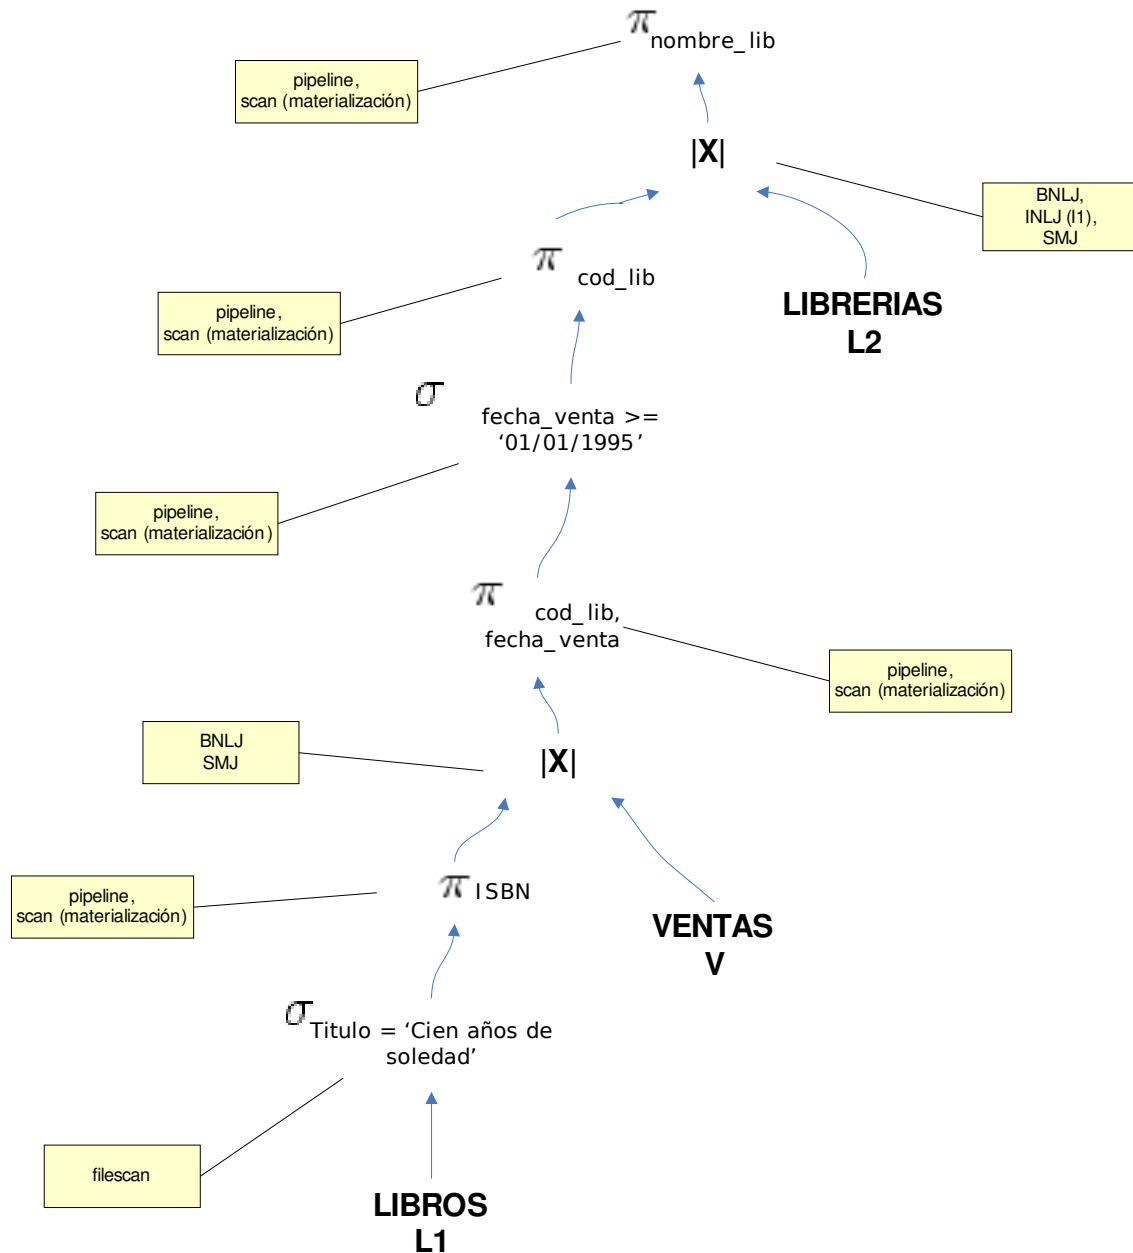 π nombre_lib
pipeline,
scan (materialización)
|X|
BNLJ,
INLJ (I1),
SMJ
π cod_lib
pipeline,
scan (materialización)
LIBRERIAS
L2
σ
fecha_venta >=
‘01/01/1995’
pipeline,
scan (materialización)
π cod_lib,
fecha_venta
pipeline,
scan (materialización)
BNLJ
SMJ
|X|
π ISBN
pipeline,
scan (materialización)
VENTAS
V
σ Titulo = ‘Cien años de
soledad’
filescan
LIBROS
L1